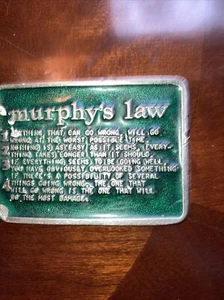 murphy's law
ANYTHING THAT CAN GO WRONG, WILL GO
WRONG AT THE WORST POSSIBLE TIME.
NOTHING IS AS EASY AS IT SEEMS. (EVERY-
THING TAKES) LONGER THAN IT SHOULD.
IF EVERYTHING SEEMS TO BE GOING WELL,
YOU HAVE OBVIOUSLY OVERLOOKED SOMETHING.
IF THERE'S A POSSIBILITY OF SEVERAL
THINGS GOING WRONG, THE ONE THAT
WILL GO WRONG IS THE ONE THAT WILL
DO THE MOST DAMAGE.